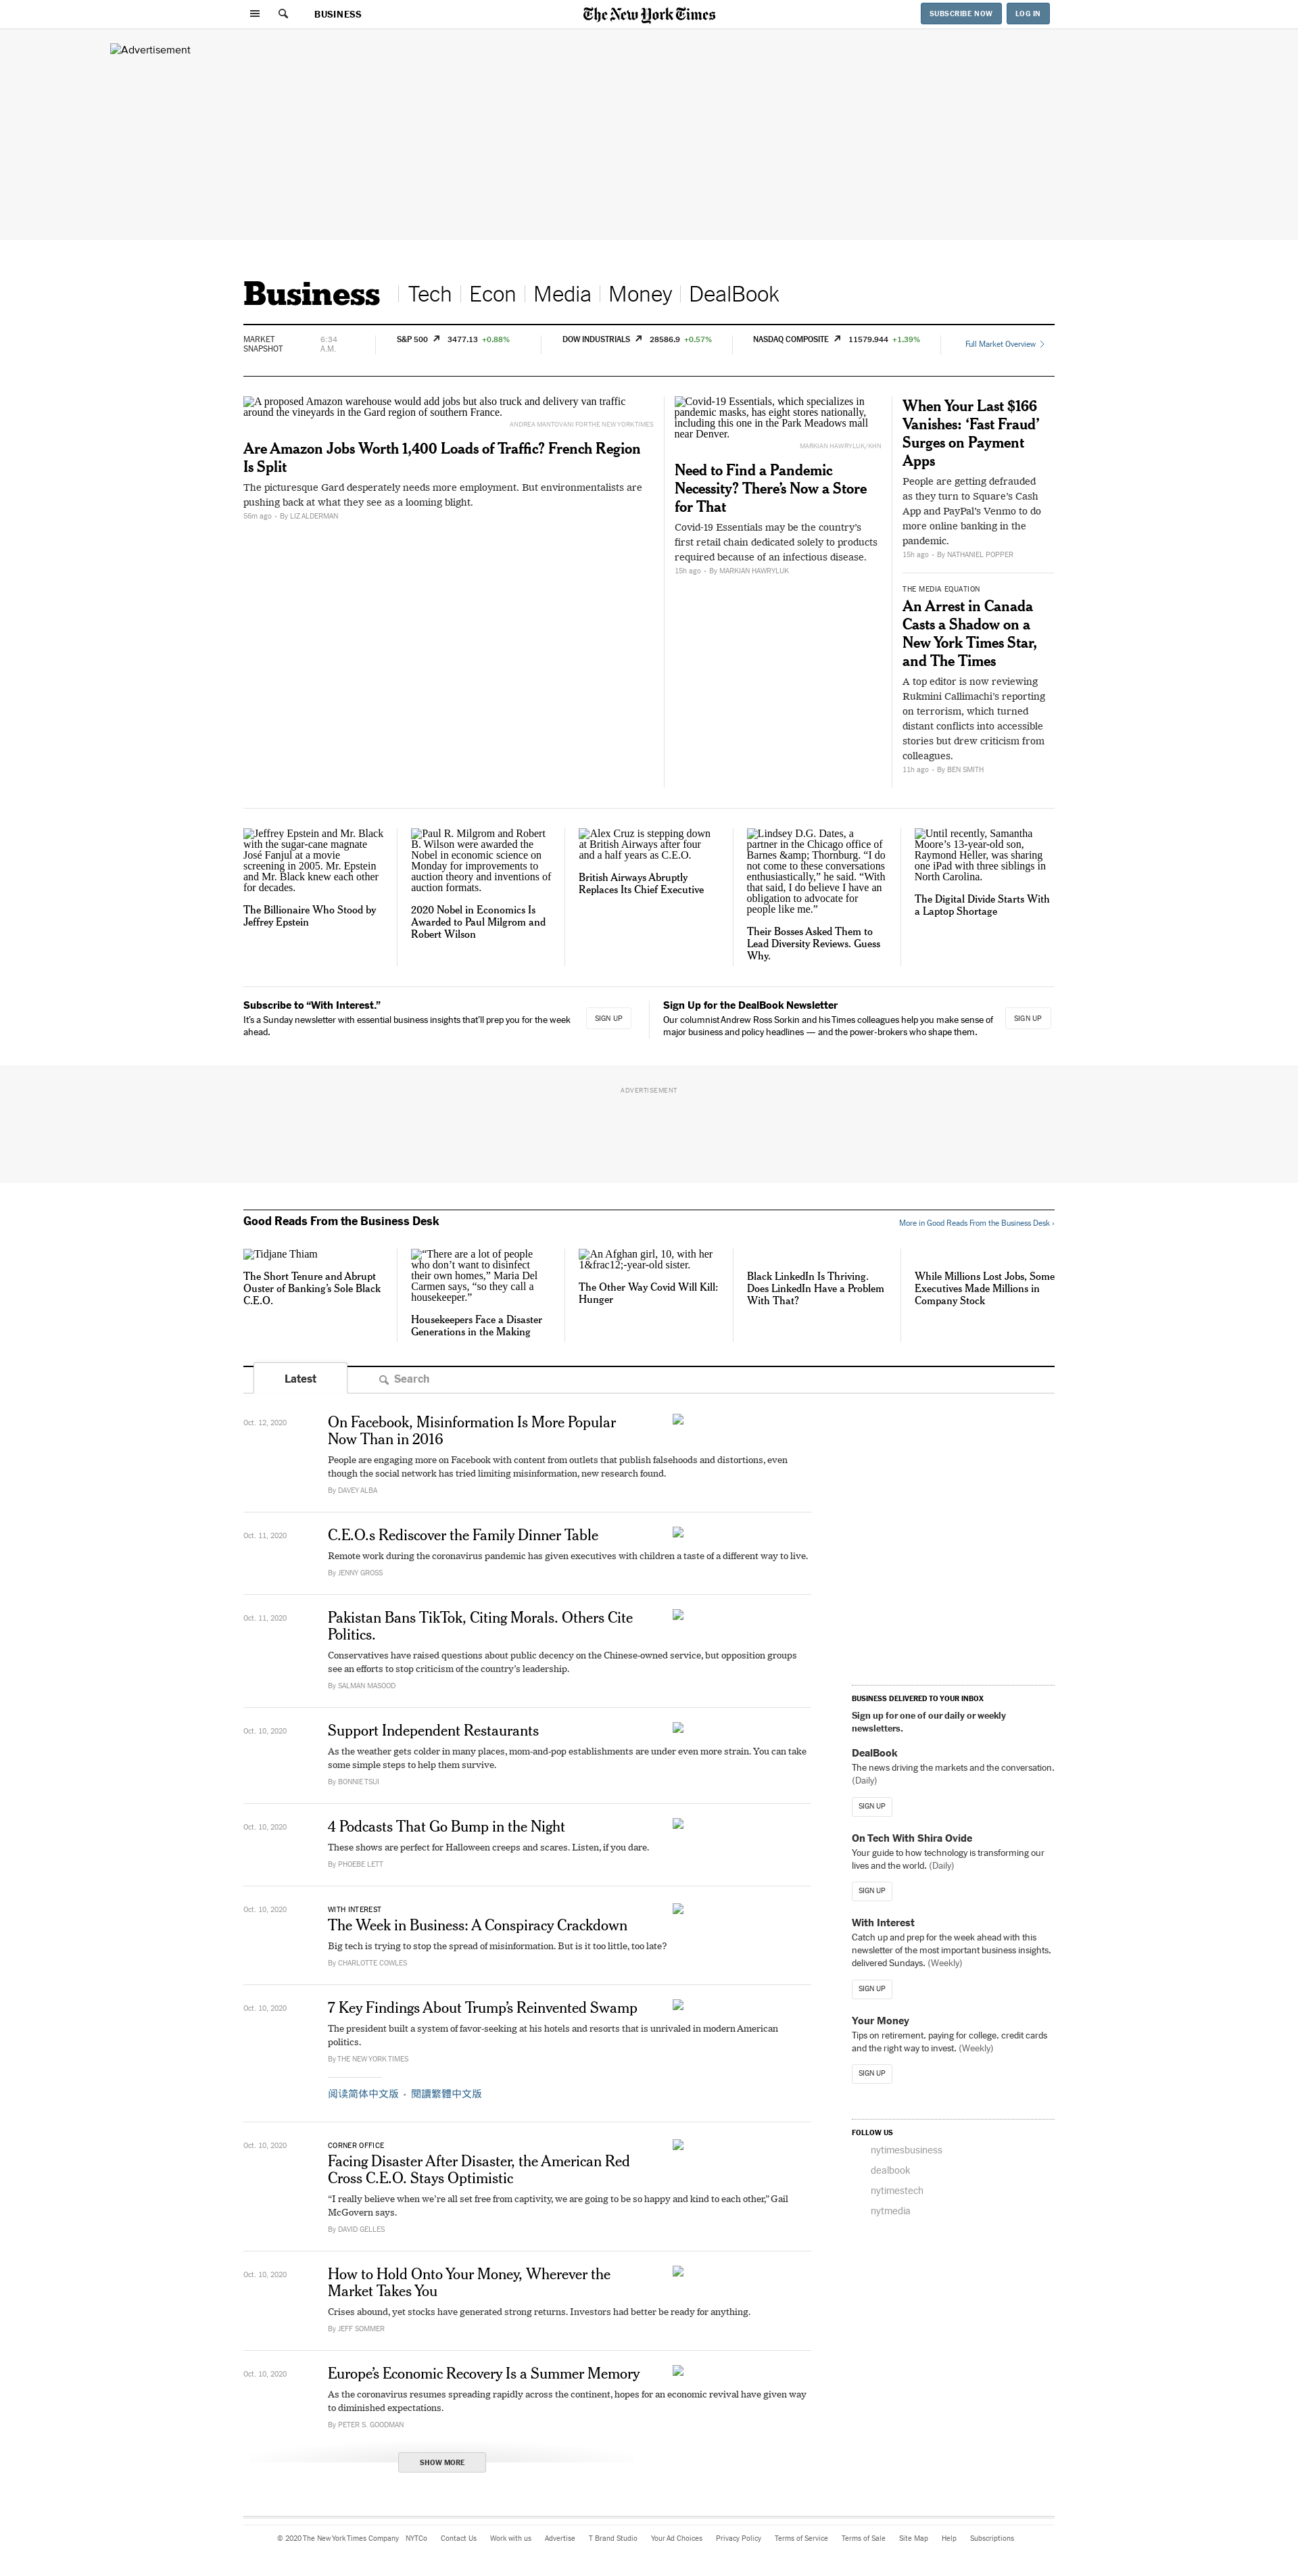 BUSINESS
The New York Times
SUBSCRIBE NOW
LOG IN
Advertisement
Business
Tech
Econ
Media
Money
DealBook
MARKET
SNAPSHOT
6:34
A.M.
S&P 500 3477.13 +0.88%
DOW INDUSTRIALS 28586.9 +0.57%
NASDAQ COMPOSITE 11579.944 +1.39%
Full Market Overview
A proposed Amazon warehouse would add jobs but also truck and delivery van traffic
around the vineyards in the Gard region of southern France.
ANDREA MANTOVANI FOR THE NEW YORK TIMES
Are Amazon Jobs Worth 1,400 Loads of Traffic? French Region
Is Split
The picturesque Gard desperately needs more employment. But environmentalists are
pushing back at what they see as a looming blight.
56m ago - By LIZ ALDERMAN
Covid-19 Essentials, which specializes in
pandemic masks, has eight stores nationally,
including this one in the Park Meadows mall
near Denver.
MARKIAN HAWRYLUK/KHN
Need to Find a Pandemic
Necessity? There’s Now a Store
for That
Covid-19 Essentials may be the country’s
first retail chain dedicated solely to products
required because of an infectious disease.
15h ago - By MARKIAN HAWRYLUK
When Your Last $166
Vanishes: ‘Fast Fraud’
Surges on Payment
Apps
People are getting defrauded
as they turn to Square’s Cash
App and PayPal’s Venmo to do
more online banking in the
pandemic.
15h ago - By NATHANIEL POPPER
THE MEDIA EQUATION
An Arrest in Canada
Casts a Shadow on a
New York Times Star,
and The Times
A top editor is now reviewing
Rukmini Callimachi’s reporting
on terrorism, which turned
distant conflicts into accessible
stories but drew criticism from
colleagues.
11h ago - By BEN SMITH
Jeffrey Epstein and Mr. Black
with the sugar-cane magnate
José Fanjul at a movie
screening in 2005. Mr. Epstein
and Mr. Black knew each other
for decades.
The Billionaire Who Stood by
Jeffrey Epstein
Paul R. Milgrom and Robert
B. Wilson were awarded the
Nobel in economic science on
Monday for improvements to
auction theory and inventions of
auction formats.
2020 Nobel in Economics Is
Awarded to Paul Milgrom and
Robert Wilson
Alex Cruz is stepping down
at British Airways after four
and a half years as C.E.O.
British Airways Abruptly
Replaces Its Chief Executive
Lindsey D.G. Dates, a
partner in the Chicago office of
Barnes &amp; Thornburg. “I do
not come to these conversations
enthusiastically,” he said. “With
that said, I do believe I have an
obligation to advocate for
people like me.”
Their Bosses Asked Them to
Lead Diversity Reviews. Guess
Why.
Until recently, Samantha
Moore’s 13-year-old son,
Raymond Heller, was sharing
one iPad with three siblings in
North Carolina.
The Digital Divide Starts With
a Laptop Shortage
Subscribe to “With Interest.”
It’s a Sunday newsletter with essential business insights that’ll prep you for the week
ahead.
SIGN UP
Sign Up for the DealBook Newsletter
Our columnist Andrew Ross Sorkin and his Times colleagues help you make sense of
major business and policy headlines — and the power-brokers who shape them.
SIGN UP
ADVERTISEMENT
Good Reads From the Business Desk
More in Good Reads From the Business Desk ›
Tidjane Thiam
The Short Tenure and Abrupt
Ouster of Banking’s Sole Black
C.E.O.
“There are a lot of people
who don’t want to disinfect
their own homes,” Maria Del
Carmen says, “so they call a
housekeeper.”
Housekeepers Face a Disaster
Generations in the Making
An Afghan girl, 10, with her
1&frac12;-year-old sister.
The Other Way Covid Will Kill:
Hunger
Black LinkedIn Is Thriving.
Does LinkedIn Have a Problem
With That?
While Millions Lost Jobs, Some
Executives Made Millions in
Company Stock
Latest
Search
Oct. 12, 2020
On Facebook, Misinformation Is More Popular
Now Than in 2016
People are engaging more on Facebook with content from outlets that publish falsehoods and distortions, even
though the social network has tried limiting misinformation, new research found.
By DAVEY ALBA
Oct. 11, 2020
C.E.O.s Rediscover the Family Dinner Table
Remote work during the coronavirus pandemic has given executives with children a taste of a different way to live.
By JENNY GROSS
Oct. 11, 2020
Pakistan Bans TikTok, Citing Morals. Others Cite
Politics.
Conservatives have raised questions about public decency on the Chinese-owned service, but opposition groups
see an efforts to stop criticism of the country’s leadership.
By SALMAN MASOOD
Oct. 10, 2020
Support Independent Restaurants
As the weather gets colder in many places, mom-and-pop establishments are under even more strain. You can take
some simple steps to help them survive.
By BONNIE TSUI
Oct. 10, 2020
4 Podcasts That Go Bump in the Night
These shows are perfect for Halloween creeps and scares. Listen, if you dare.
By PHOEBE LETT
Oct. 10, 2020
WITH INTEREST
The Week in Business: A Conspiracy Crackdown
Big tech is trying to stop the spread of misinformation. But is it too little, too late?
By CHARLOTTE COWLES
Oct. 10, 2020
7 Key Findings About Trump’s Reinvented Swamp
The president built a system of favor-seeking at his hotels and resorts that is unrivaled in modern American
politics.
By THE NEW YORK TIMES
阅读简体中文版 - 閱讀繁體中文版
Oct. 10, 2020
CORNER OFFICE
Facing Disaster After Disaster, the American Red
Cross C.E.O. Stays Optimistic
“I really believe when we’re all set free from captivity, we are going to be so happy and kind to each other,” Gail
McGovern says.
By DAVID GELLES
Oct. 10, 2020
How to Hold Onto Your Money, Wherever the
Market Takes You
Crises abound, yet stocks have generated strong returns. Investors had better be ready for anything.
By JEFF SOMMER
Oct. 10, 2020
Europe’s Economic Recovery Is a Summer Memory
As the coronavirus resumes spreading rapidly across the continent, hopes for an economic revival have given way
to diminished expectations.
By PETER S. GOODMAN
SHOW MORE
BUSINESS DELIVERED TO YOUR INBOX
Sign up for one of our daily or weekly
newsletters.
DealBook
The news driving the markets and the conversation.
(Daily)
SIGN UP
On Tech With Shira Ovide
Your guide to how technology is transforming our
lives and the world. (Daily)
SIGN UP
With Interest
Catch up and prep for the week ahead with this
newsletter of the most important business insights,
delivered Sundays. (Weekly)
SIGN UP
Your Money
Tips on retirement, paying for college, credit cards
and the right way to invest. (Weekly)
SIGN UP
FOLLOW US
nytimesbusiness
dealbook
nytimestech
nytmedia
© 2020 The New York Times Company NYTCo Contact Us Work with us Advertise T Brand Studio Your Ad Choices Privacy Policy Terms of Service Terms of Sale Site Map Help Subscriptions